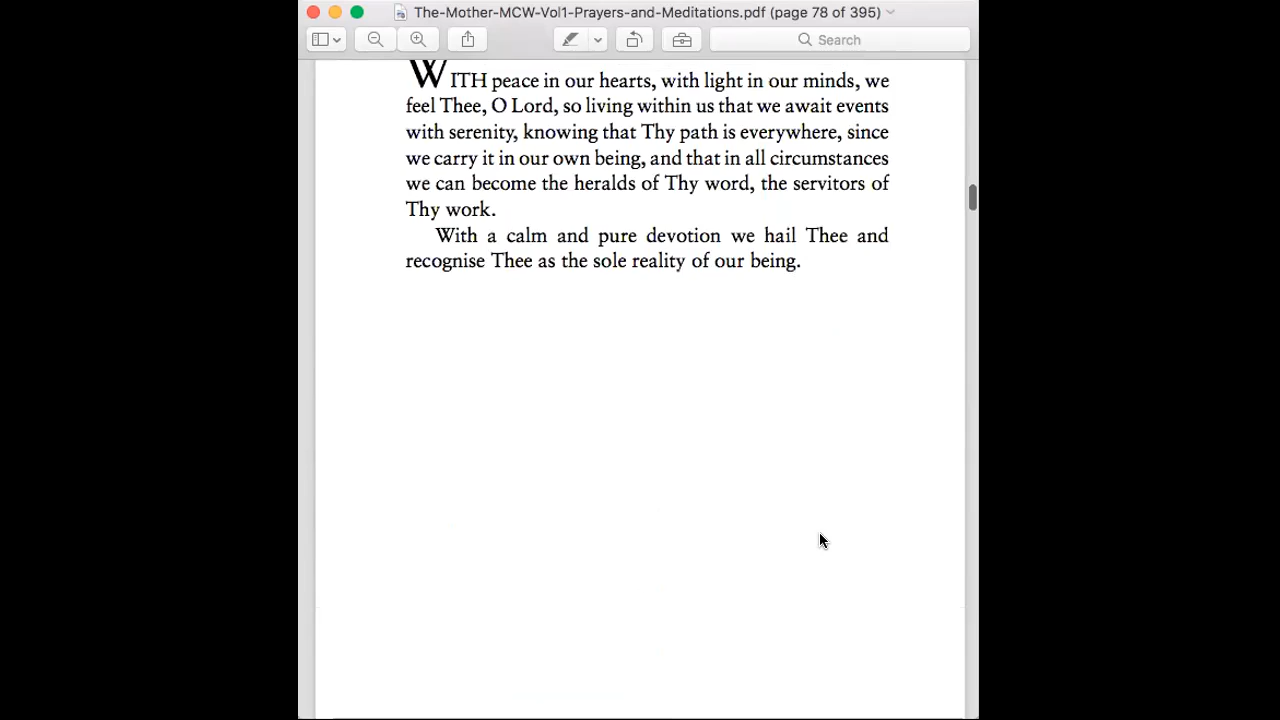 The-Mother-MCW-Vol1-Prayers-and-Meditations.pdf (page 78 of 395)
Search
WITH peace in our hearts, with light in our minds, we
feel Thee, O Lord, so living within us that we await events
with serenity, knowing that Thy path is everywhere, since
we carry it in our own being, and that in all circumstances
we can become the heralds of Thy word, the servitors of
Thy work.
With a calm and pure devotion we hail Thee and
recognise Thee as the sole reality of our being.